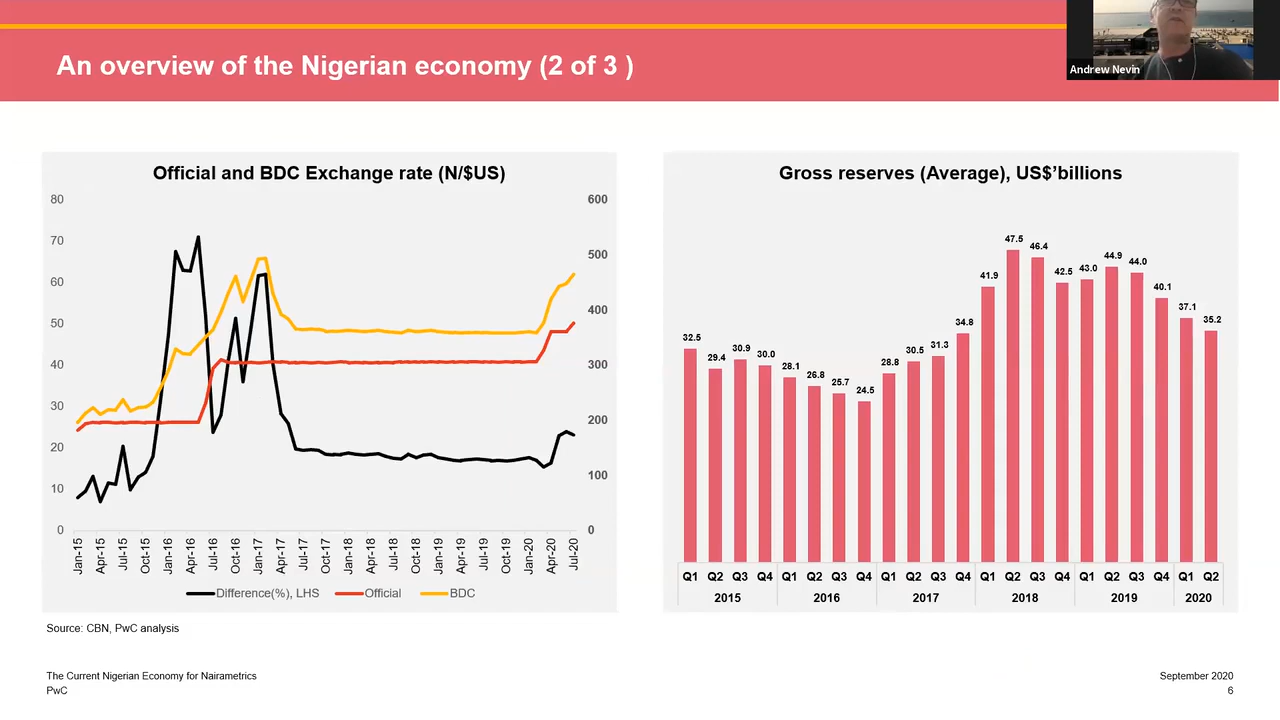 An overview of the Nigerian economy (2 of 3 )
Andrew Nevin
Official and BDC Exchange rate (N/$US)
80
70
60
50
40
30
20
10
0
600
500
400
300
200
100
0
Jan-15 Apr-15 Jul-15 Oct-15 Jan-16 Apr-16 Jul-16 Oct-16 Jan-17 Apr-17 Jul-17 Oct-17 Jan-18 Apr-18 Jul-18 Oct-18 Jan-19 Apr-19 Jul-19 Oct-19 Jan-20 Apr-20 Jul-20
Difference(%), LHS Official BDC
Gross reserves (Average), US$'billions
32.5 29.4 30.9 30.0 28.1 26.8 25.7 24.5 28.8 30.5 31.3 34.8 41.9 47.5 46.4 42.5 43.0 44.9 44.0 40.1 37.1 35.2
Q1 Q2 Q3 Q4 Q1 Q2 Q3 Q4 Q1 Q2 Q3 Q4 Q1 Q2 Q3 Q4 Q1 Q2 Q3 Q4 Q1 Q2
2015 2016 2017 2018 2019 2020
Source: CBN, PwC analysis
The Current Nigerian Economy for Nairametrics
PwC
September 2020
6